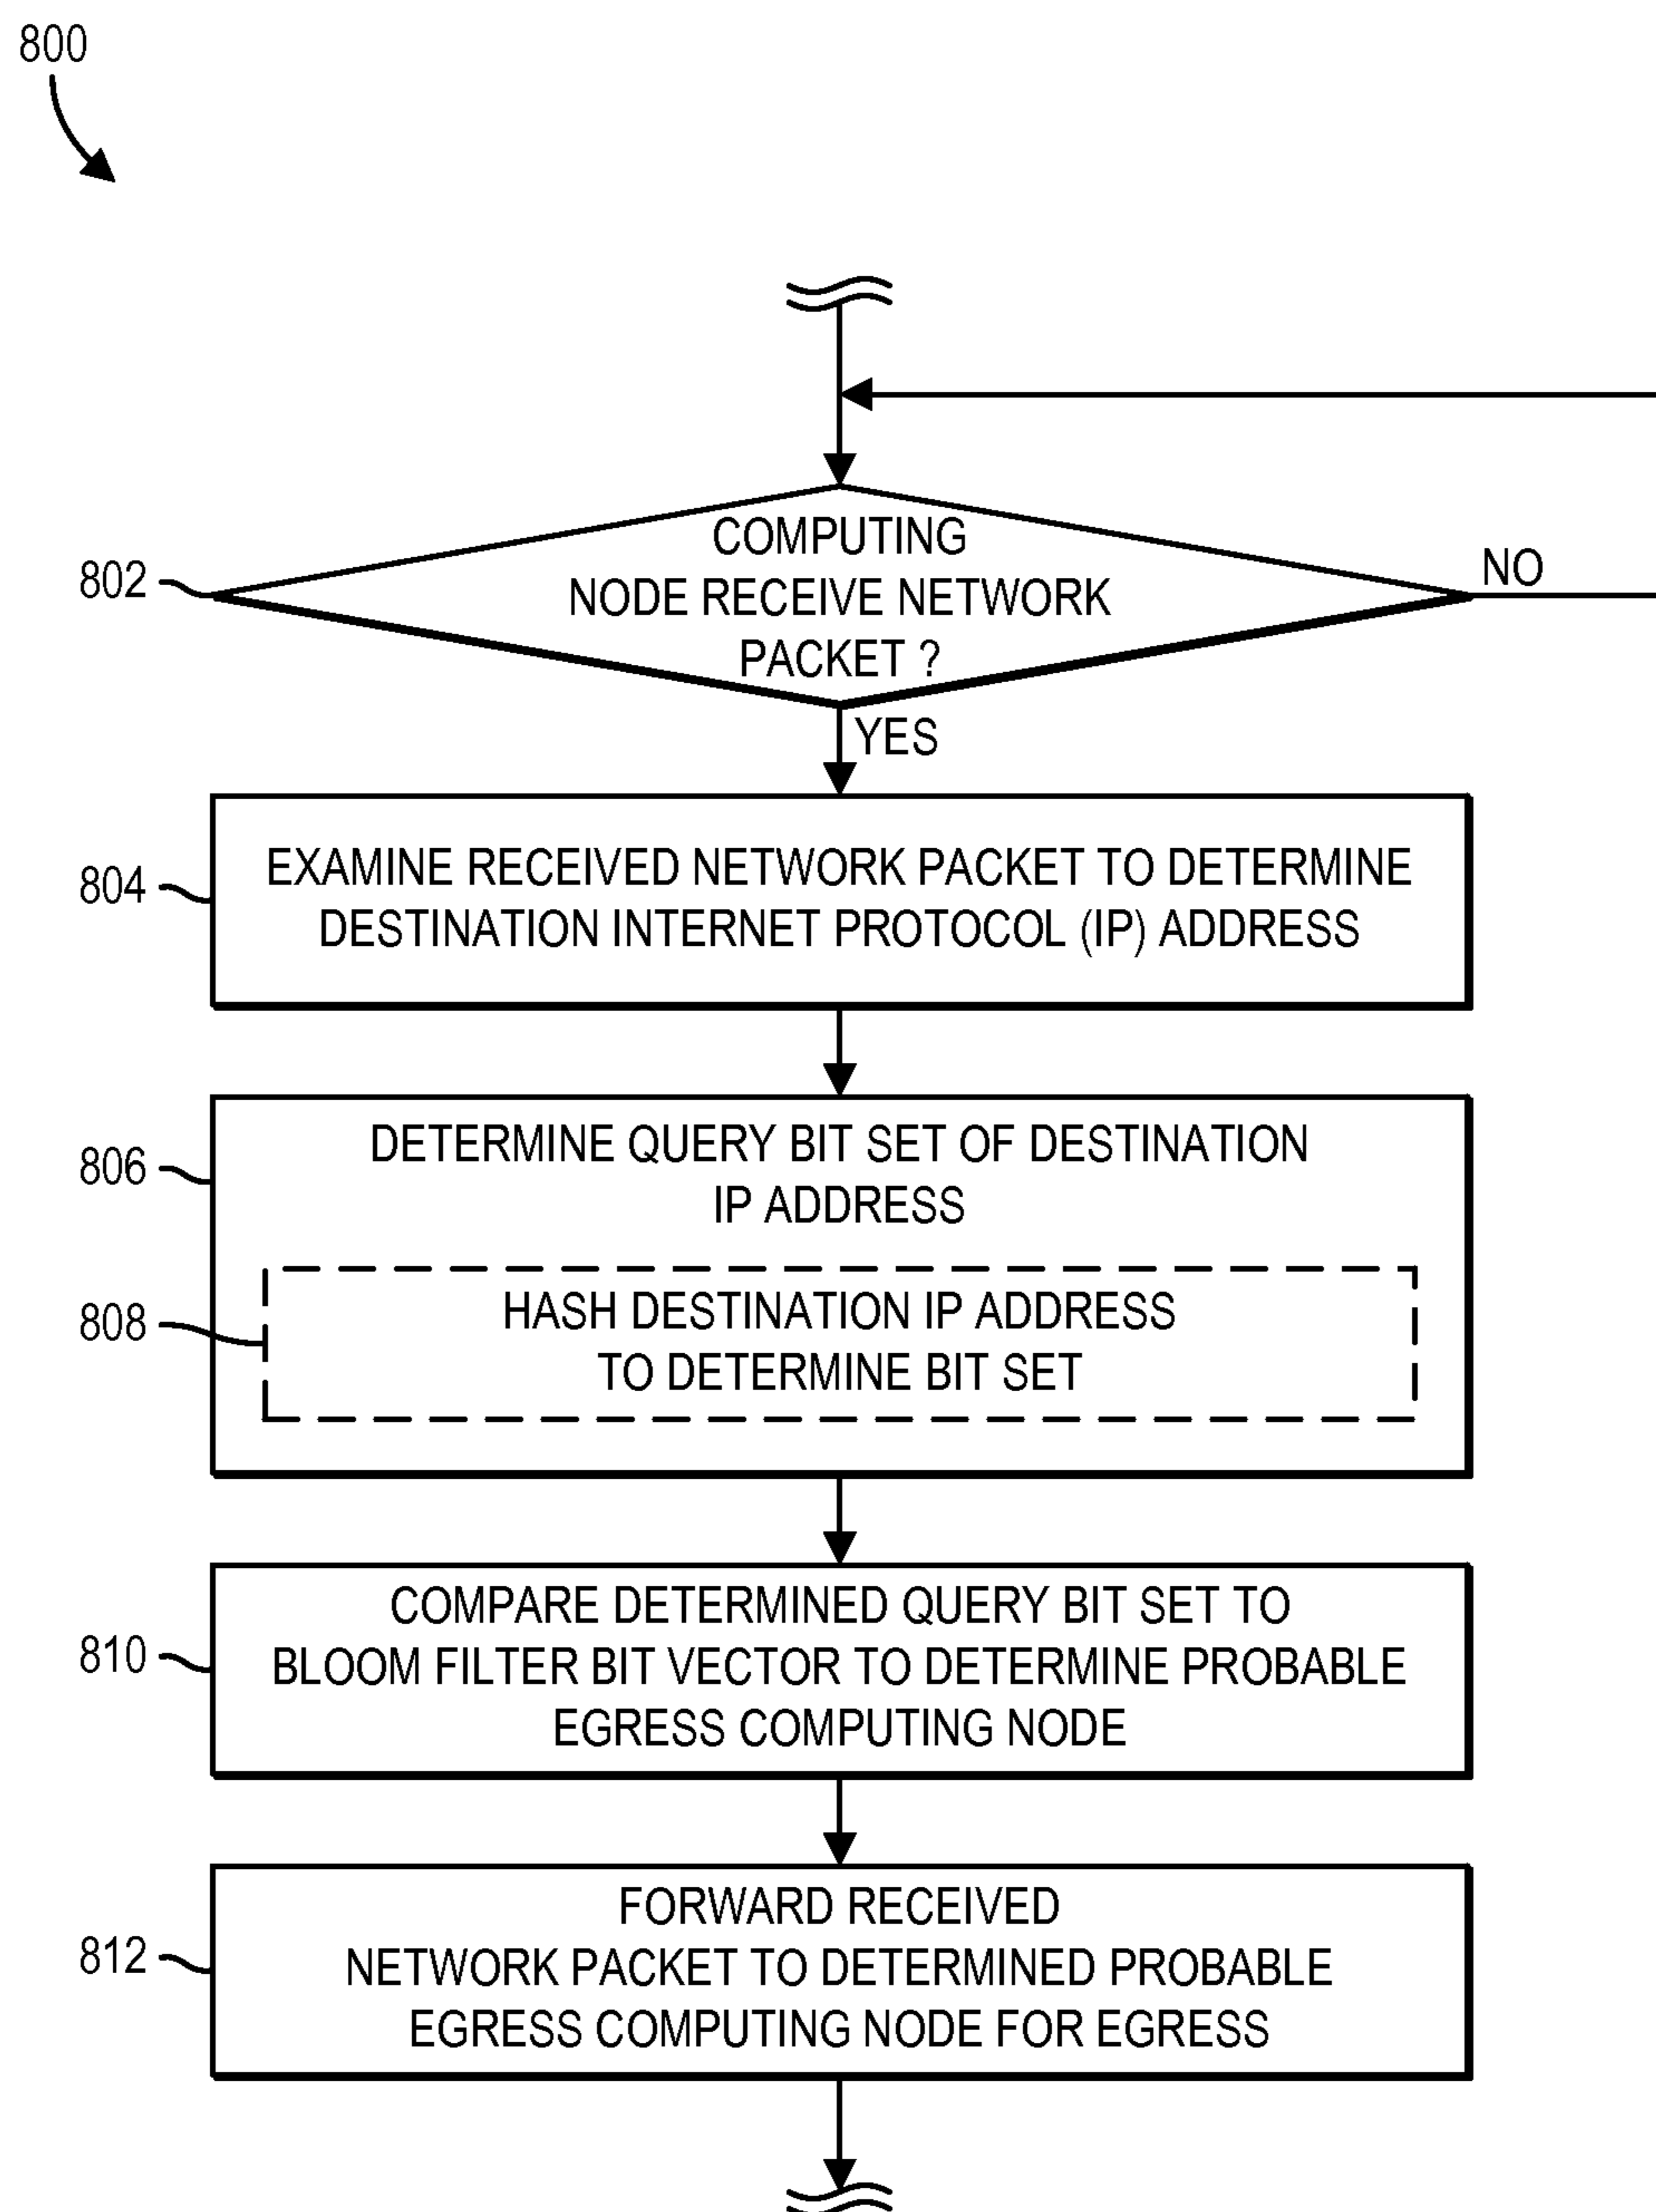 800
COMPUTING
NODE RECEIVE NETWORK
PACKET ?
802
NO
YES
804
EXAMINE RECEIVED NETWORK PACKET TO DETERMINE
DESTINATION INTERNET PROTOCOL (IP) ADDRESS
806
DETERMINE QUERY BIT SET OF DESTINATION
IP ADDRESS
808
HASH DESTINATION IP ADDRESS
TO DETERMINE BIT SET
810
COMPARE DETERMINED QUERY BIT SET TO
BLOOM FILTER BIT VECTOR TO DETERMINE PROBABLE
EGRESS COMPUTING NODE
812
FORWARD RECEIVED
NETWORK PACKET TO DETERMINED PROBABLE
EGRESS COMPUTING NODE FOR EGRESS